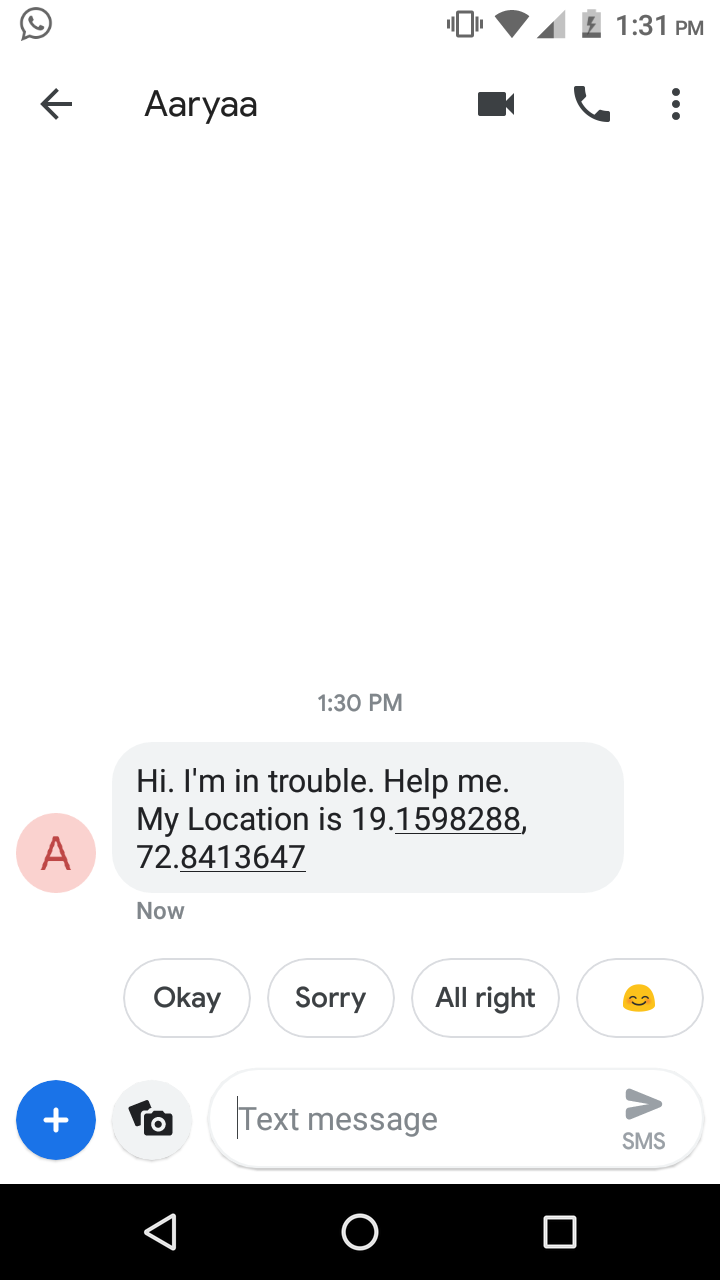 1:31 PM
Aaryaa
1:30 PM
Hi. I'm in trouble. Help me.
My Location is 19.1598288,
72.8413647
A
Now
Okay
Sorry
All right
Text message
SMS